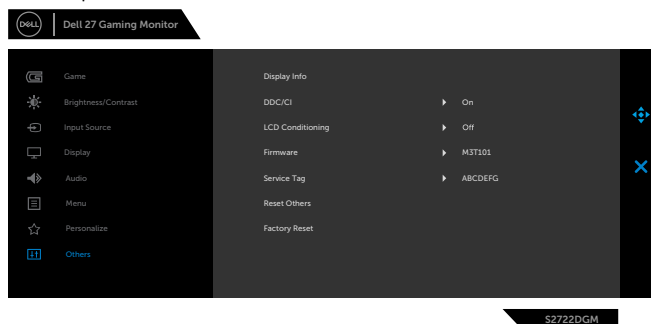 DELL Dell 27 Gaming Monitor
Game Display Info
Brightness/Contrast DDC/CI On
Input Source LCD Conditioning Off
Display Firmware M3T101
Audio Service Tag ABCDEFG
Menu Reset Others
Personalize Factory Reset
Others
S2722DGM